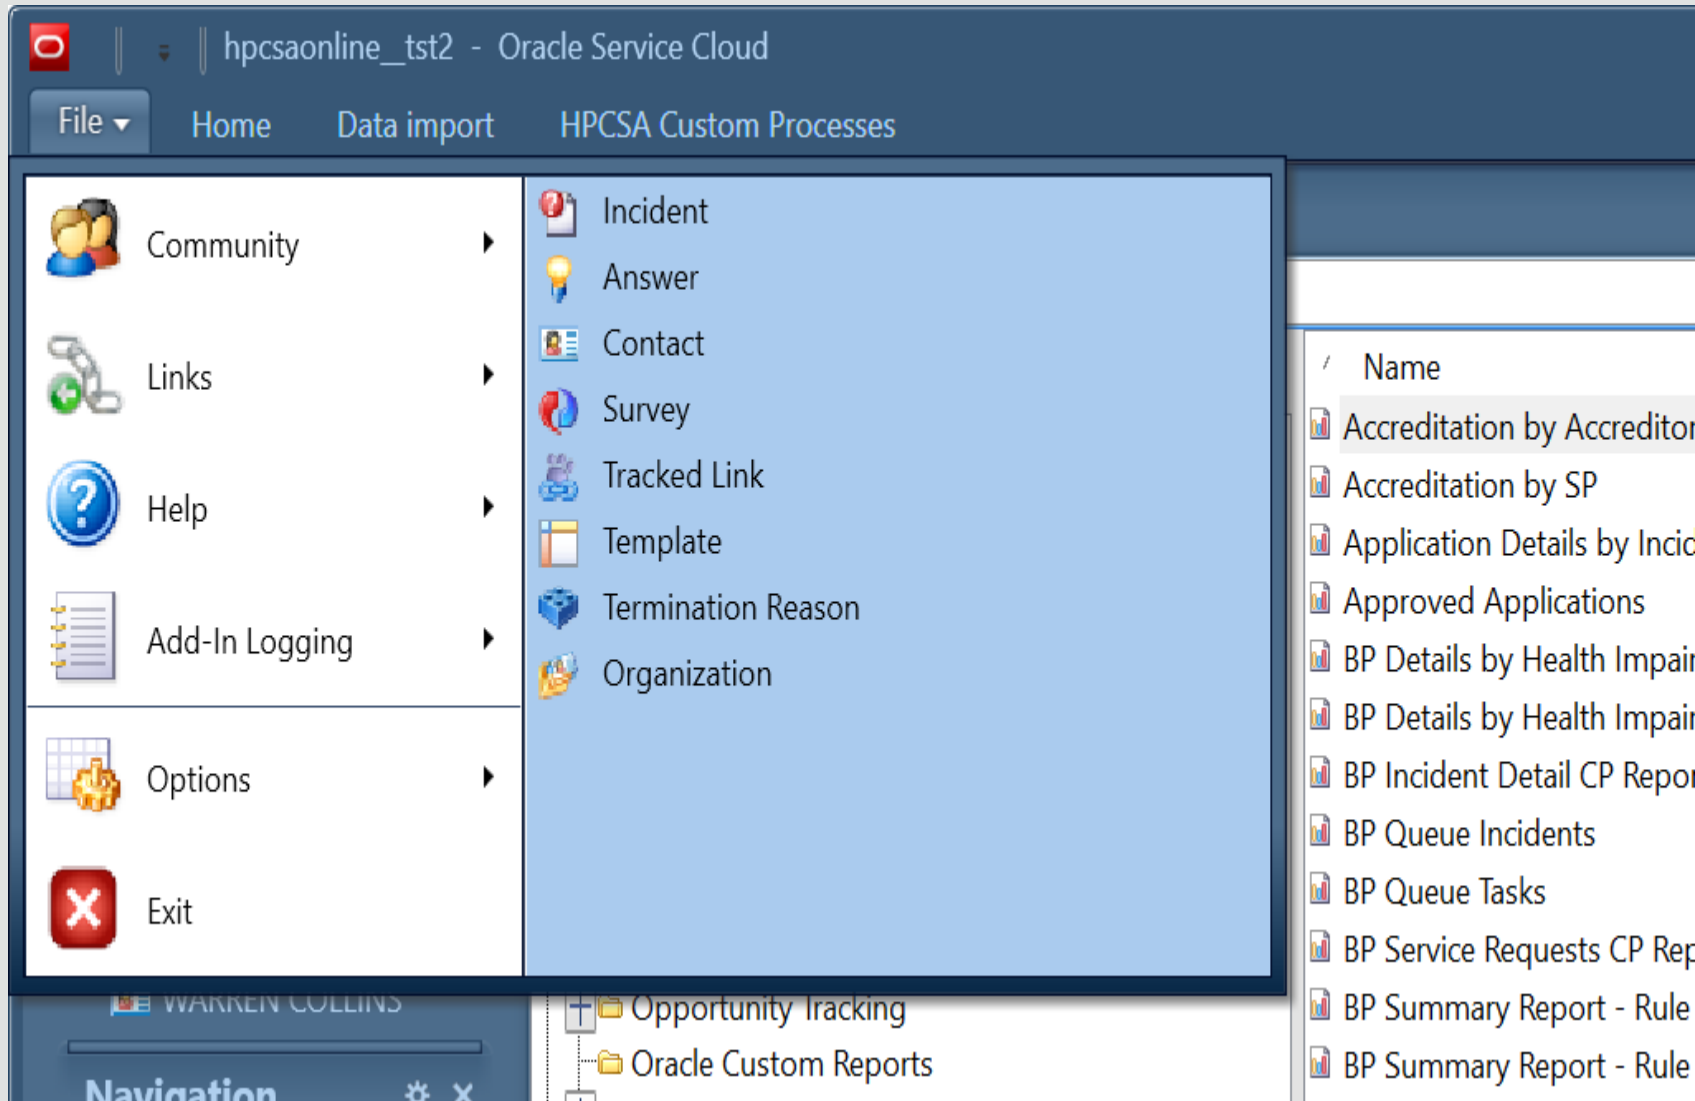 hpcsaonline_tst2 - Oracle Service Cloud
File Home Data import HPCSA Custom Processes
Community
Links
Help
Add-In Logging
Options
Exit
Incident
Answer
Contact
Survey
Tracked Link
Template
Termination Reason
Organization
WARREN COLLINS
Navigation
Opportunity Tracking
Oracle Custom Reports
Name
Accreditation by Accreditor
Accreditation by SP
Application Details by Incid
Approved Applications
BP Details by Health Impair
BP Details by Health Impair
BP Incident Detail CP Repor
BP Queue Incidents
BP Queue Tasks
BP Service Requests CP Rep
BP Summary Report - Rule
BP Summary Report - Rule